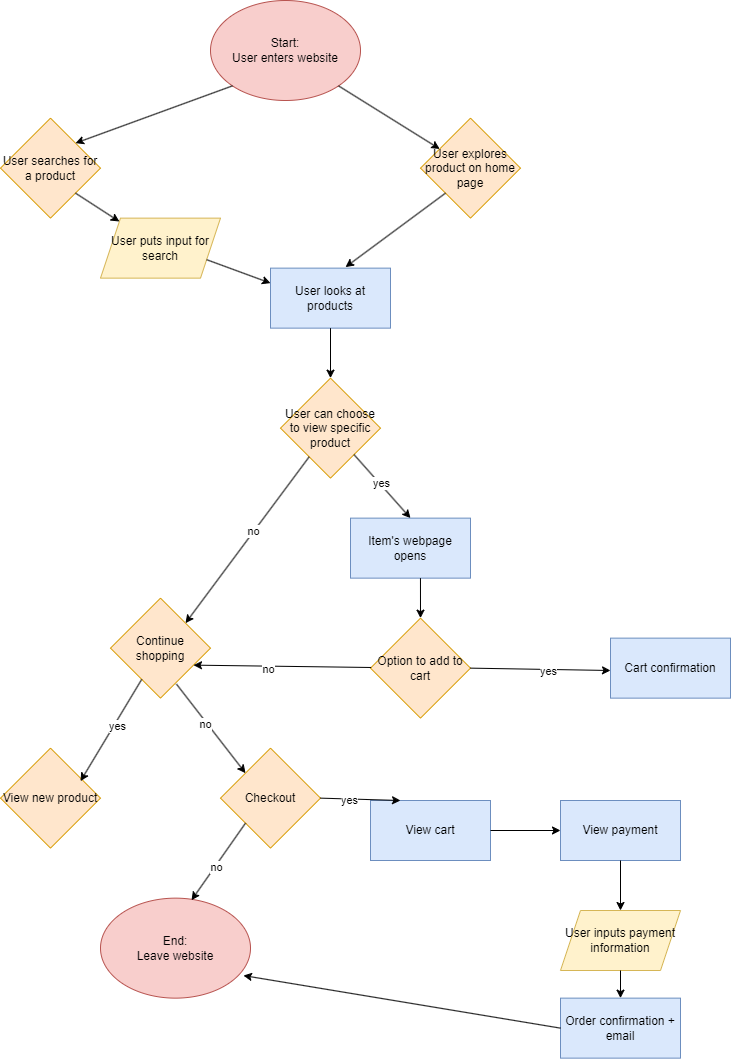 Start:
User enters website
User searches for
a product
User explores
product on home
page
User puts input for
search
User looks at
products
User can choose
to view specific
product
yes
no
Item's webpage
opens
Continue
shopping
Option to add to
cart
Cart confirmation
no
yes
yes
no
View new product
Checkout
yes
View cart
View payment
no
End:
Leave website
User inputs payment
information
Order confirmation +
email